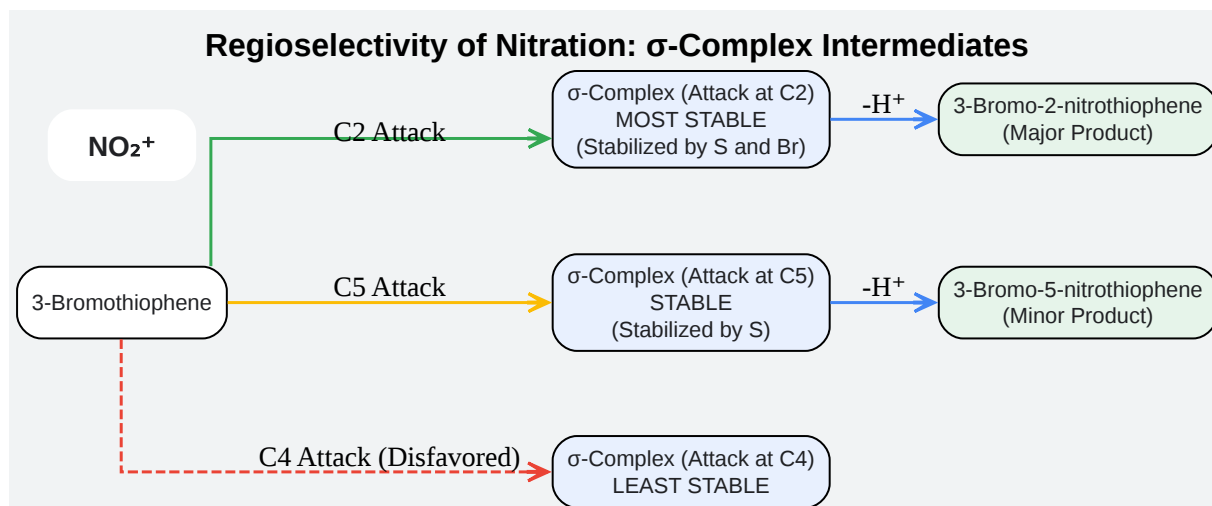 Regioselectivity of Nitration: σ-Complex Intermediates
NO₂⁺
C2 Attack
σ-Complex (Attack at C2)
MOST STABLE
(Stabilized by S and Br)
-H⁺
3-Bromo-2-nitrothiophene
(Major Product)
3-Bromothiophene
C5 Attack
σ-Complex (Attack at C5)
STABLE
(Stabilized by S)
-H⁺
3-Bromo-5-nitrothiophene
(Minor Product)
C4 Attack (Disfavored)
σ-Complex (Attack at C4)
LEAST STABLE